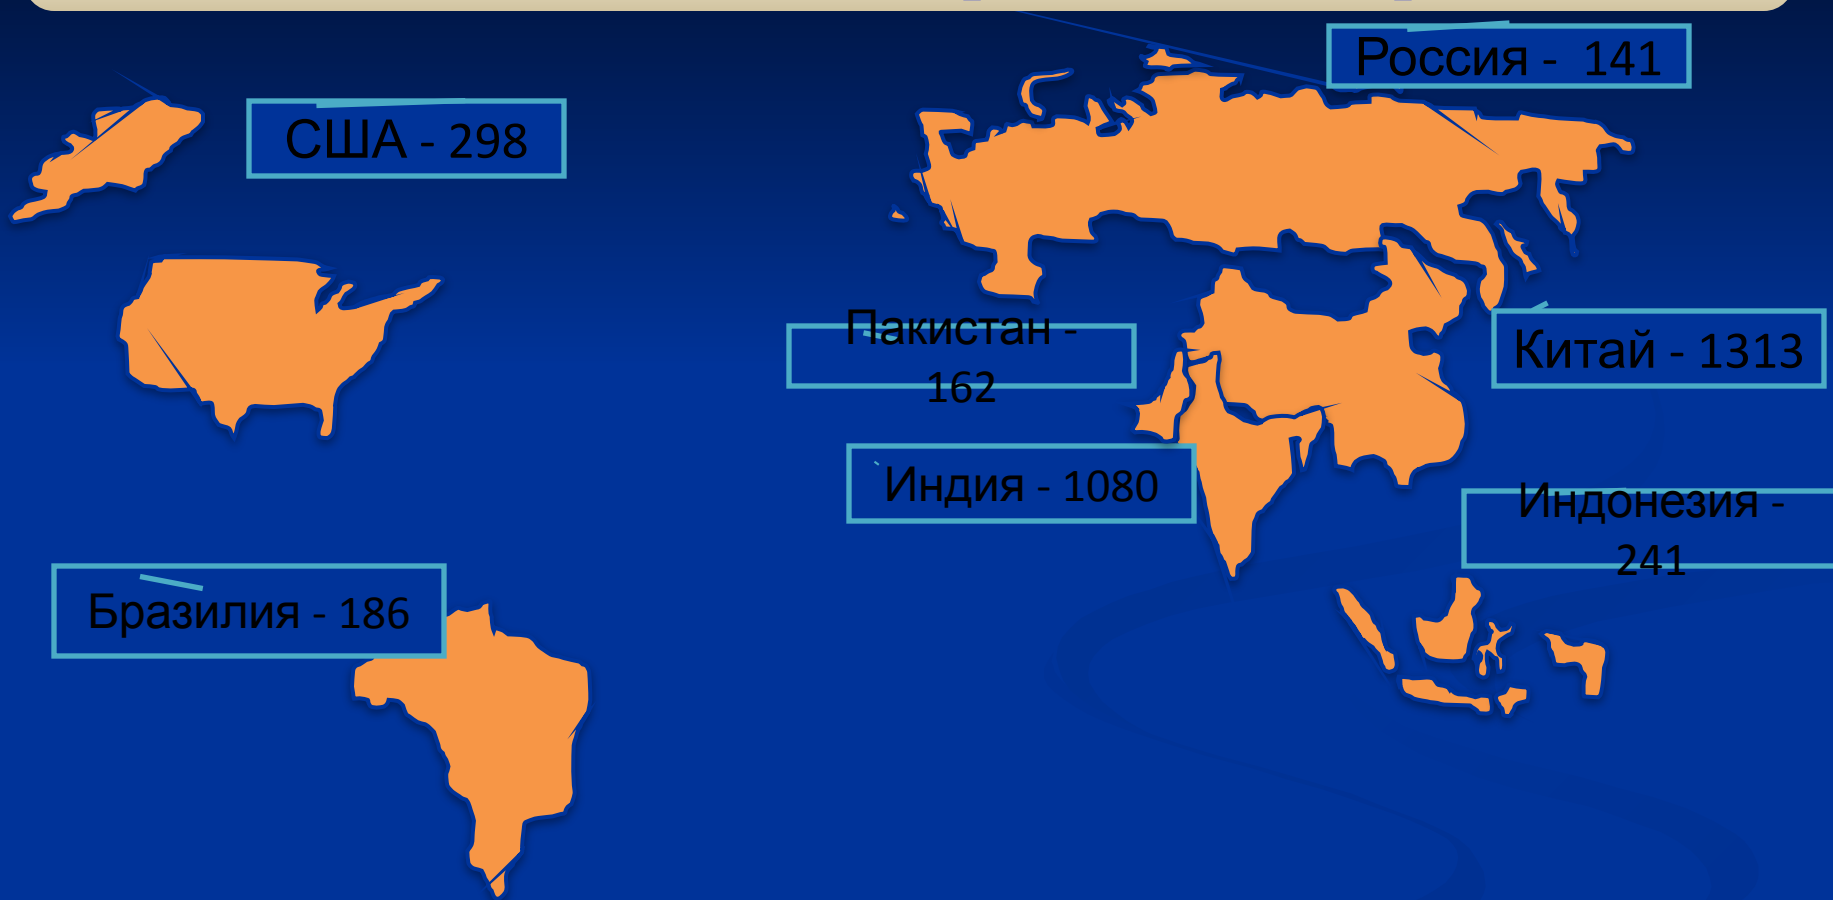 Россия - 141
США - 298
Пакистан -
162
Китай - 1313
Индия - 1080
Индонезия -
241
Бразилия - 186